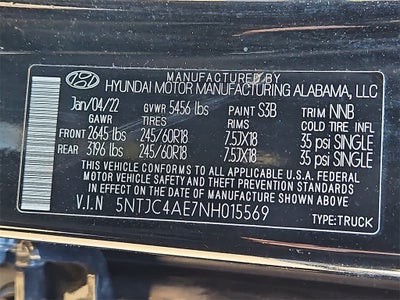 MANUFACTURED BY
HYUNDAI MOTOR MANUFACTURING ALABAMA, LLC
Jan/04/22 GVWR 5456 lbs PAINT S3B TRIM NNB
GAWR TIRES RIMS COLD TIRE INFL
FRONT 2645 lbs 245/60R18 7.5JX18 35 psi SINGLE
REAR 3196 lbs 245/60R18 7.5JX18 35 psi SINGLE
THIS VEHICLE CONFORMS TO ALL APPLICABLE U.S.A. FEDERAL
MOTOR VEHICLE SAFETY AND THEFT PREVENTION STANDARDS
IN EFFECT ON THE DATE OF MANUFACTURE SHOWN ABOVE.
V.I.N 5NTJC4AE7NH015569 TYPE:TRUCK